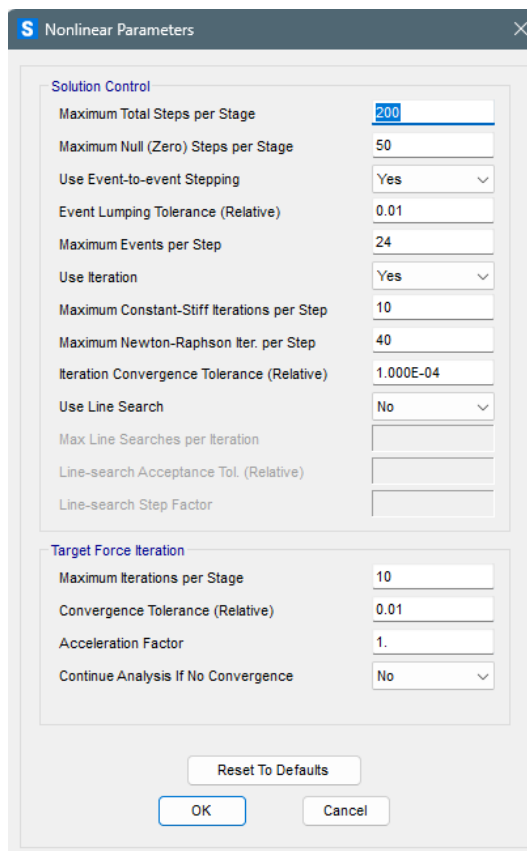 S Nonlinear Parameters
Solution Control
Maximum Total Steps per Stage 200
Maximum Null (Zero) Steps per Stage 50
Use Event-to-event Stepping Yes
Event Lumping Tolerance (Relative) 0.01
Maximum Events per Step 24
Use Iteration Yes
Maximum Constant-Stiff Iterations per Step 10
Maximum Newton-Raphson Iter. per Step 40
Iteration Convergence Tolerance (Relative) 1.000E-04
Use Line Search No
Max Line Searches per Iteration
Line-search Acceptance Tol. (Relative)
Line-search Step Factor
Target Force Iteration
Maximum Iterations per Stage 10
Convergence Tolerance (Relative) 0.01
Acceleration Factor 1.
Continue Analysis If No Convergence No
Reset To Defaults
OK Cancel